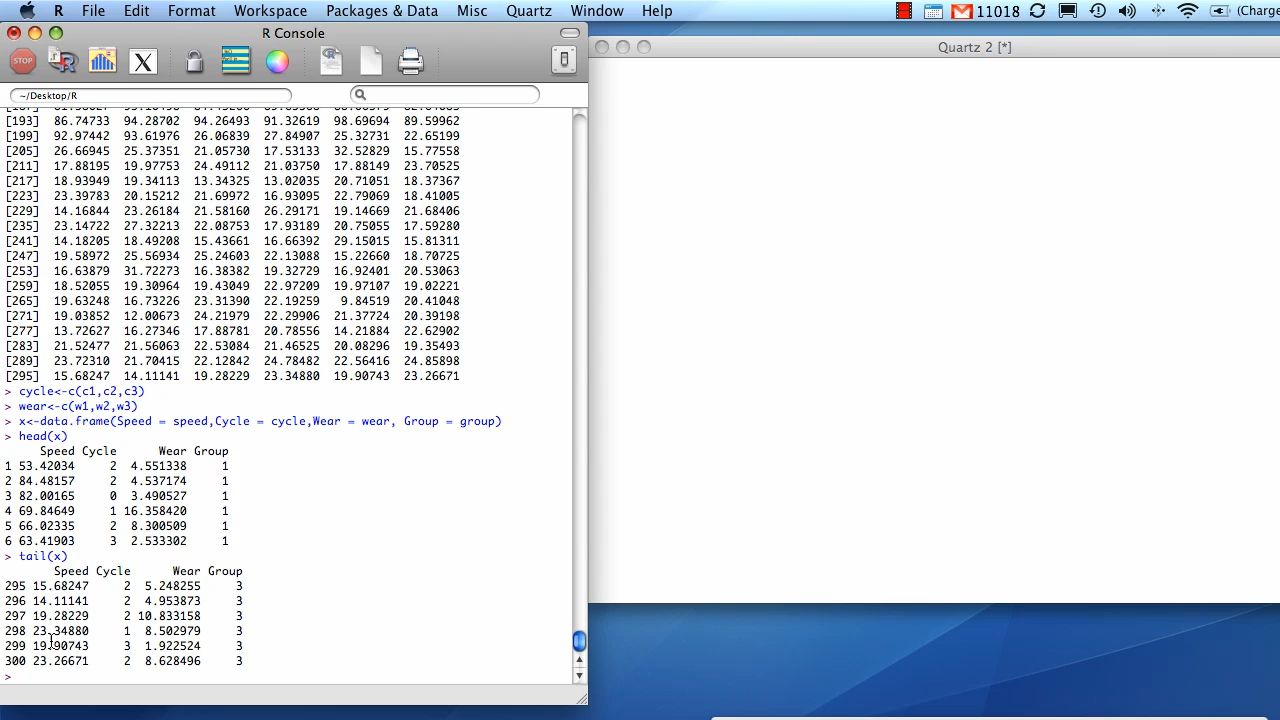 R File Edit Format Workspace Packages & Data Misc Quartz Window Help 11018 (Charge
R Console
Quartz 2 [*]
STOP
X
~/Desktop/R
[193] 86.74733 94.28702 94.26493 91.32619 98.69694 89.59962
[199] 92.97442 93.61976 26.06839 27.84907 25.32731 22.65199
[205] 26.66945 25.37351 21.05730 17.53133 32.52829 15.77558
[211] 17.88195 19.97753 24.49112 21.03750 17.88149 23.70525
[217] 18.93949 19.34113 13.34325 13.02035 20.71051 18.37367
[223] 23.39783 20.15212 21.69972 16.93095 22.79069 18.41005
[229] 14.16844 23.26184 21.58160 26.29171 19.14669 21.68406
[235] 23.14722 27.32213 22.08753 17.93189 20.75055 17.59280
[241] 14.18205 18.49208 15.43661 16.66392 29.15015 15.81311
[247] 19.58972 25.56934 25.24603 22.13088 15.22660 18.70725
[253] 16.63879 31.72273 16.38382 19.32729 16.92401 20.53063
[259] 18.52055 19.30964 19.43049 22.97209 19.97107 19.02221
[265] 19.63248 16.73226 23.31390 22.19259 9.84519 20.41048
[271] 19.03852 12.00673 24.21979 22.29906 21.37724 20.39198
[277] 13.72627 16.27346 17.88781 20.78556 14.21884 22.62902
[283] 21.52477 21.56063 22.53084 21.46525 20.08296 19.35493
[289] 23.72310 21.70415 22.12842 24.78482 22.56416 24.85898
[295] 15.68247 14.11141 19.28229 23.34880 19.90743 23.26671
> cycle<-c(c1,c2,c3)
> wear<-c(w1,w2,w3)
> x<-data.frame(Speed = speed,Cycle = cycle,Wear = wear, Group = group)
> head(x)
Speed Cycle Wear Group
1 53.42034 2 4.551338 1
2 84.48157 2 4.537174 1
3 82.00165 0 3.490527 1
4 69.84649 1 16.358420 1
5 66.02335 2 8.300509 1
6 63.41903 3 2.533302 1
> tail(x)
Speed Cycle Wear Group
295 15.68247 2 5.248255 3
296 14.11141 2 4.953873 3
297 19.28229 2 10.833158 3
298 23.34880 1 8.502979 3
299 19.90743 3 1.922524 3
300 23.26671 2 8.628496 3
>